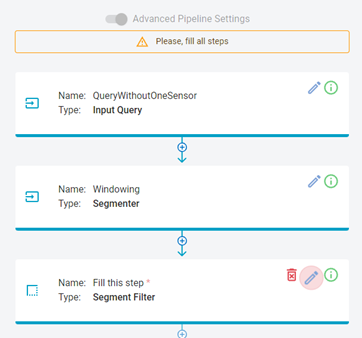 Advanced Pipeline Settings
Please, fill all steps
Name: QueryWithoutOneSensor
Type: Input Query
Name: Windowing
Type: Segmenter
Name: Fill this step *
Type: Segment Filter